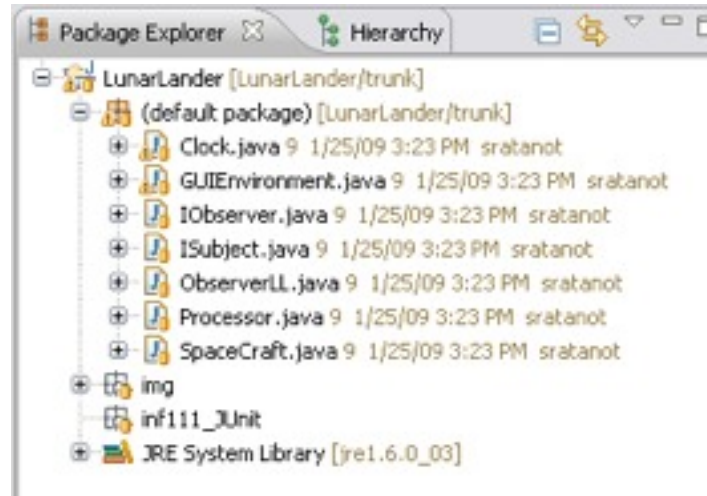 Package Explorer Hierarchy
LunarLander [LunarLander/trunk]
(default package) [LunarLander/trunk]
Clock.java 9 1/25/09 3:23 PM sratanot
GUIEnvironment.java 9 1/25/09 3:23 PM sratanot
IObserver.java 9 1/25/09 3:23 PM sratanot
ISubject.java 9 1/25/09 3:23 PM sratanot
ObserverLL.java 9 1/25/09 3:23 PM sratanot
Processor.java 9 1/25/09 3:23 PM sratanot
SpaceCraft.java 9 1/25/09 3:23 PM sratanot
img
inf111_JUnit
JRE System Library [jre1.6.0_03]